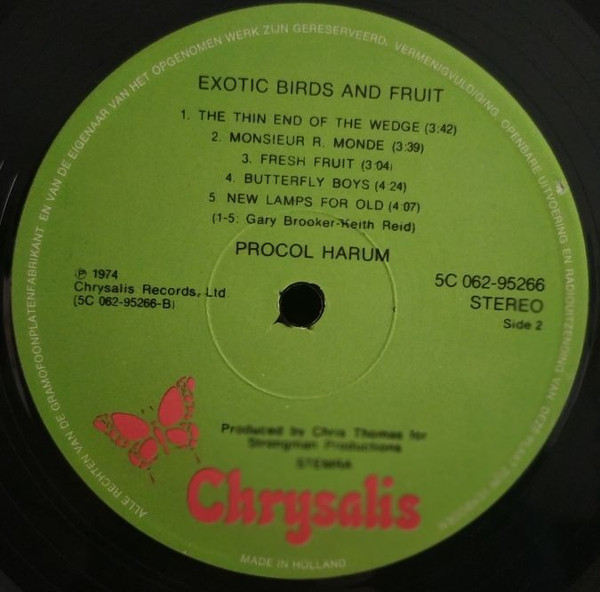 EXOTIC BIRDS AND FRUIT
1. THE THIN END OF THE WEDGE (3:42)
2. MONSIEUR R. MONDE (3:39)
3. FRESH FRUIT (3:04)
4. BUTTERFLY BOYS (4:24)
5 NEW LAMPS FOR OLD (4:07)
(1-5: Gary Brooker-Keith Reid)
PROCOL HARUM
℗ 1974
Chrysalis Records, Ltd
(5C 062-95266-B)
5C 062-95266
STEREO
Side 2
Produced by Chris Thomas for
Strongman Productions
STEMRA
Chrysalis
ALLE RECHTEN VAN DE GRAMOFOONPLATENFABRIKANT EN VAN DE EIGENAAR VAN HET OPGENOMEN WERK ZIJN GERESERVEERD. VERMENIGVULDIGING, OPENBARE UITVOERING EN RADIOUITZENDING VAN DEZE PLAAT
MADE IN HOLLAND